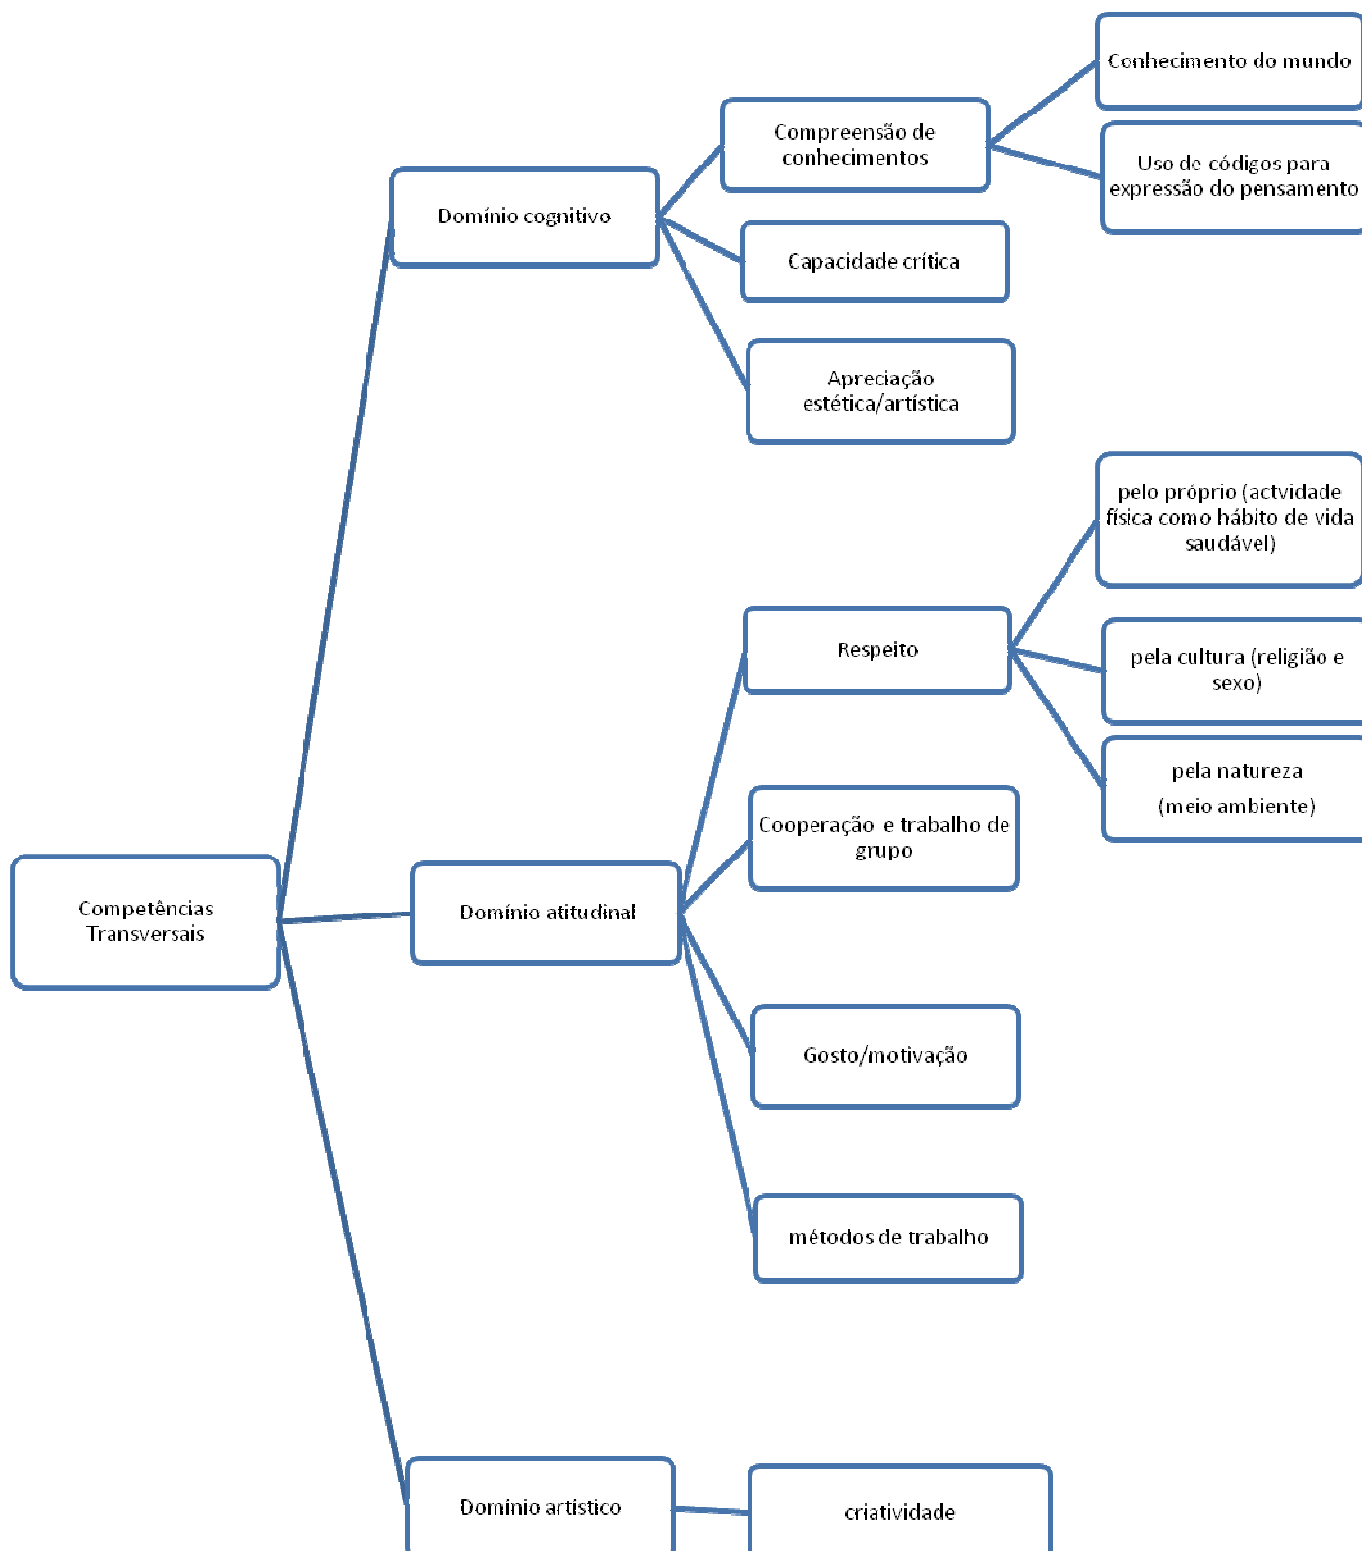 Conhecimento do mundo
Compreensão de
conhecimentos
Uso de códigos para
expressão do pensamento
Domínio cognitivo
Capacidade crítica
Apreciação
estética/artística
pelo próprio (actvidade
física como hábito de vida
saudável)
Respeito
pela cultura (religião e
sexo)
pela natureza
(meio ambiente)
Cooperação e trabalho de
grupo
Competências
Transversais
Domínio atitudinal
Gosto/motivação
métodos de trabalho
Domínio artístico
criatividade